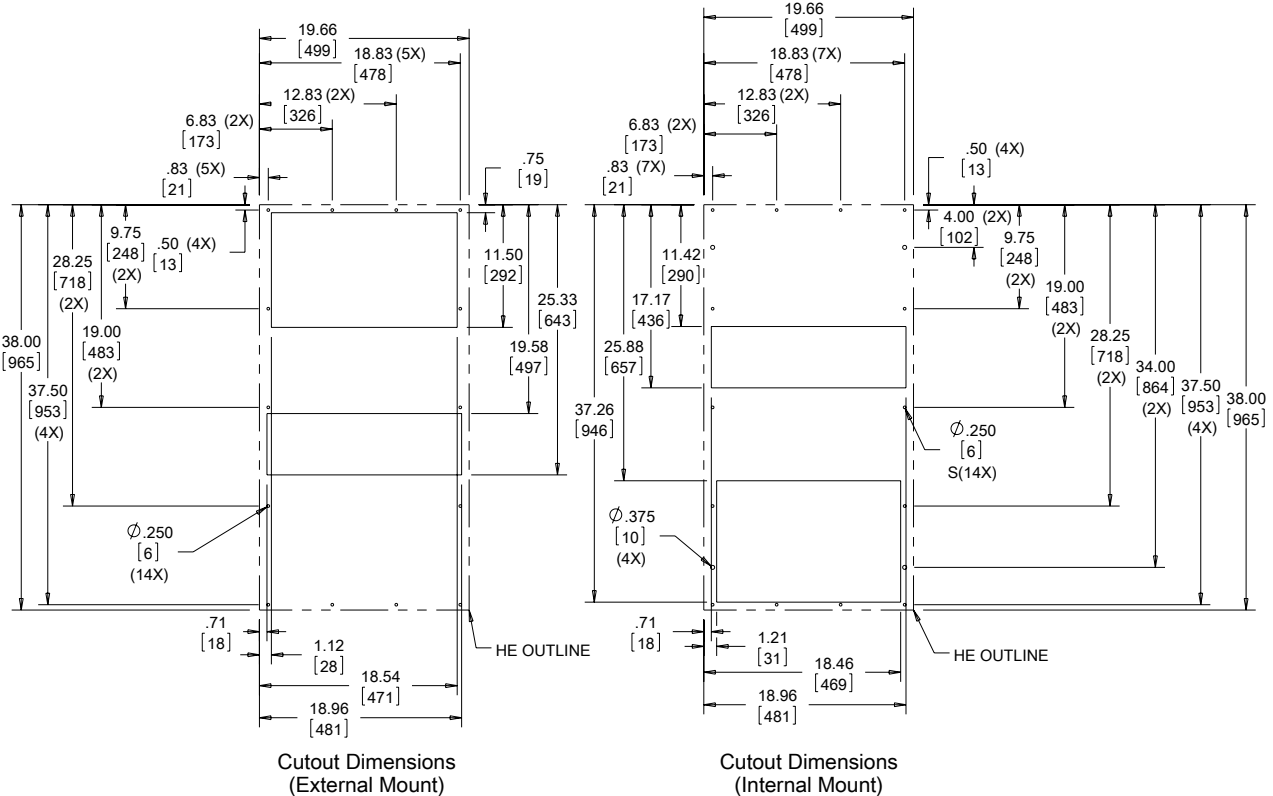 19.66
[499]
18.83 (5X)
[478]
12.83 (2X)
[326]
6.83 (2X)
[173]
.83 (5X)
[21]
.75
[19]
9.75
[248]
(2X)
.50 (4X)
[13]
28.25
[718]
(2X)
11.50
[292]
25.33
[643]
38.00
[965]
19.00
[483]
(2X)
19.58
[497]
37.50
[953]
(4X)
Ø.250
[6]
(14X)
.71
[18]
1.12
[28]
HE OUTLINE
18.54
[471]
18.96
[481]
Cutout Dimensions
(External Mount)
19.66
[499]
18.83 (7X)
[478]
12.83 (2X)
[326]
6.83 (2X)
[173]
.83 (7X)
[21]
.50 (4X)
[13]
4.00 (2X)
[102]
11.42
[290]
9.75
[248]
(2X)
17.17
[436]
19.00
[483]
(2X)
25.88
[657]
28.25
[718]
(2X)
34.00
[864]
(2X)
37.50
[953]
(4X)
38.00
[965]
37.26
[946]
Ø.250
[6]
S(14X)
Ø.375
[10]
(4X)
.71
[18]
1.21
[31]
HE OUTLINE
18.46
[469]
18.96
[481]
Cutout Dimensions
(Internal Mount)